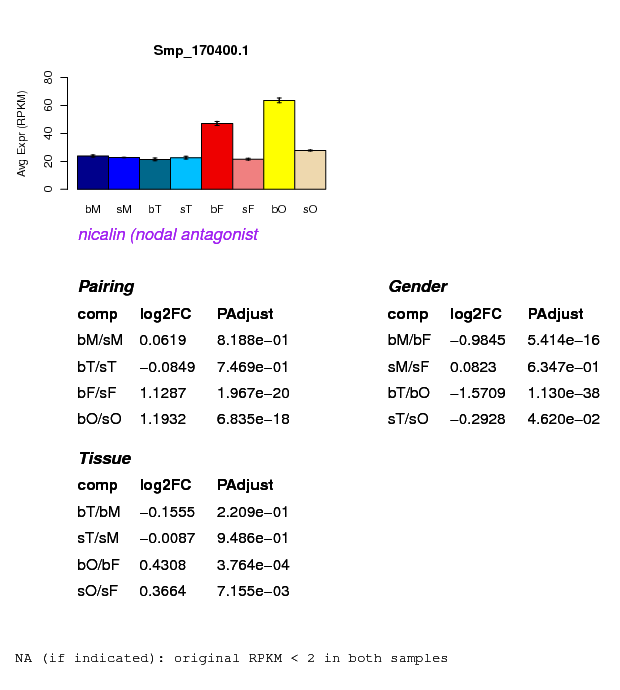 Smp_170400.1
Avg Expr (RPKM)
0 20 40 60 80
bM sM bT sT bF sF bO sO
nicalin (nodal antagonist
Pairing
comp log2FC PAdjust
bM/sM 0.0619 8.188e−01
bT/sT −0.0849 7.469e−01
bF/sF 1.1287 1.967e−20
bO/sO 1.1932 6.835e−18
Gender
comp log2FC PAdjust
bM/bF −0.9845 5.414e−16
sM/sF 0.0823 6.347e−01
bT/bO −1.5709 1.130e−38
sT/sO −0.2928 4.620e−02
Tissue
comp log2FC PAdjust
bT/bM −0.1555 2.209e−01
sT/sM −0.0087 9.486e−01
bO/bF 0.4308 3.764e−04
sO/sF 0.3664 7.155e−03
NA (if indicated): original RPKM < 2 in both samples